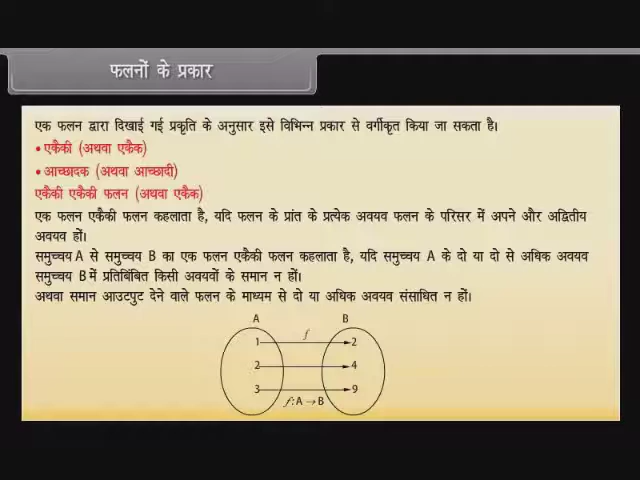 फलनों के प्रकार
एक फलन द्वारा दिखाई गई प्रकृति के अनुसार इसे विभिन्न प्रकार से वर्गीकृत किया जा सकता है।
• एकैकी (अथवा एकैक)
• आच्छादक (अथवा आच्छादी)
एकैकी एकैकी फलन (अथवा एकैक)
एक फलन एकैकी फलन कहलाता है, यदि फलन के प्रांत के प्रत्येक अवयव फलन के परिसर में अपने और अद्वितीय
अवयव हों।
समुच्चय A से समुच्चय B का एक फलन एकैकी फलन कहलाता है, यदि समुच्चय A के दो या दो से अधिक अवयव
समुच्चय B में प्रतिबिंबित किसी अवयवों के समान न हों।
अथवा समान आउटपुट देने वाले फलन के माध्यम से दो या अधिक अवयव संसाधित न हों।
A B
f
1 2
2 4
3 9
f:A→B